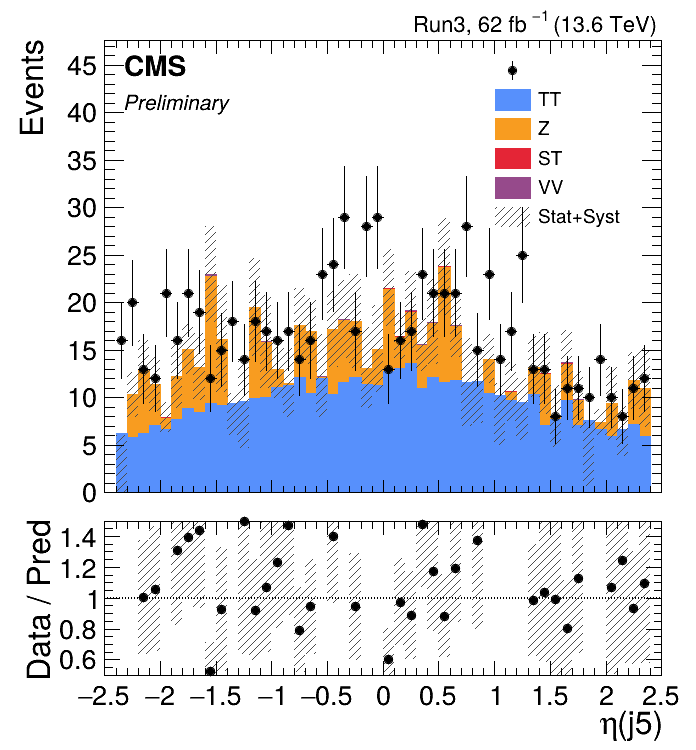 Run3, 62 fb⁻¹ (13.6 TeV)
CMS
Preliminary
Events
45
40
35
30
25
20
15
10
5
0
TT
Z
ST
VV
Stat+Syst
Data / Pred
1.4
1.2
1
0.8
0.6
−2.5 −2 −1.5 −1 −0.5 0 0.5 1 1.5 2 2.5
η(j5)